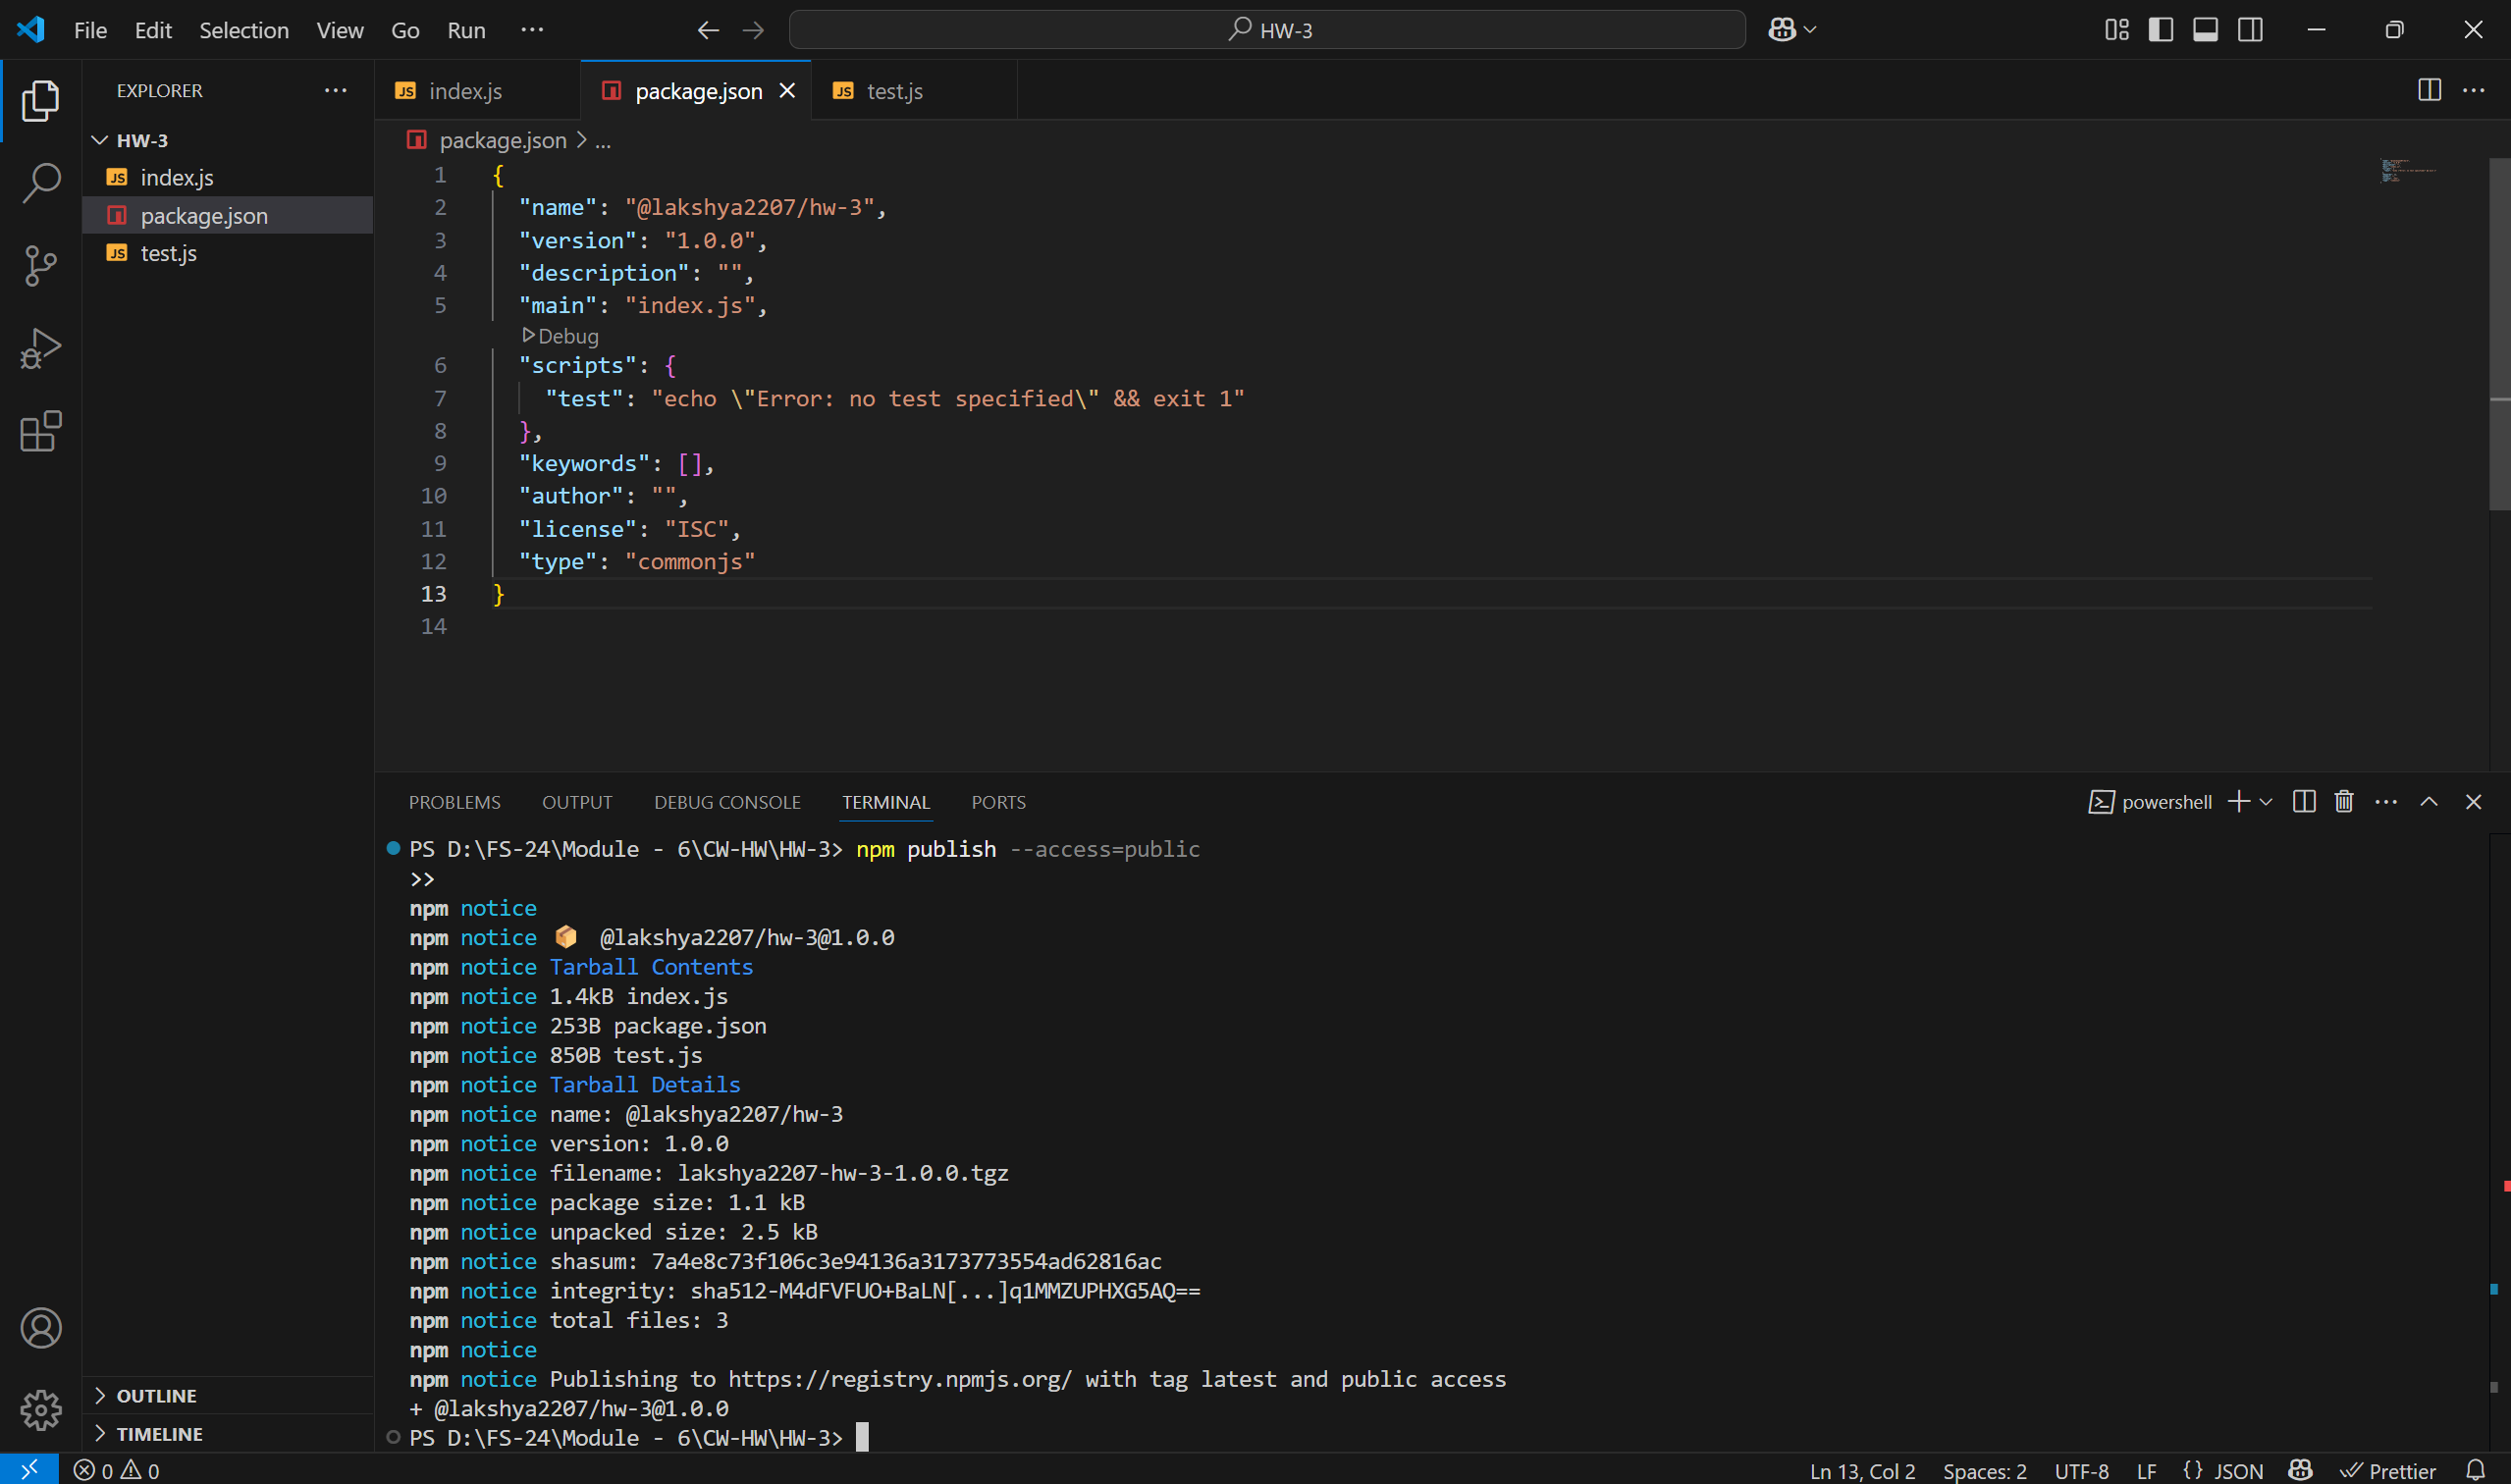 File Edit Selection View Go Run ···
HW-3
EXPLORER ···
HW-3
JS index.js
package.json
JS test.js
OUTLINE
TIMELINE
JS index.js package.json JS test.js
package.json > ...
1 {
2 "name": "@lakshya2207/hw-3",
3 "version": "1.0.0",
4 "description": "",
5 "main": "index.js",
Debug
6 "scripts": {
7 "test": "echo \"Error: no test specified\" && exit 1"
8 },
9 "keywords": [],
10 "author": "",
11 "license": "ISC",
12 "type": "commonjs"
13 }
14
PROBLEMS OUTPUT DEBUG CONSOLE TERMINAL PORTS
powershell
PS D:\FS-24\Module - 6\CW-HW\HW-3> npm publish --access=public
>>
npm notice
npm notice 📦 @lakshya2207/hw-3@1.0.0
npm notice Tarball Contents
npm notice 1.4kB index.js
npm notice 253B package.json
npm notice 850B test.js
npm notice Tarball Details
npm notice name: @lakshya2207/hw-3
npm notice version: 1.0.0
npm notice filename: lakshya2207-hw-3-1.0.0.tgz
npm notice package size: 1.1 kB
npm notice unpacked size: 2.5 kB
npm notice shasum: 7a4e8c73f106c3e94136a3173773554ad62816ac
npm notice integrity: sha512-M4dFVFUO+BaLN[...]q1MMZUPHXG5AQ==
npm notice total files: 3
npm notice
npm notice Publishing to https://registry.npmjs.org/ with tag latest and public access
+ @lakshya2207/hw-3@1.0.0
PS D:\FS-24\Module - 6\CW-HW\HW-3>
0 0 Ln 13, Col 2 Spaces: 2 UTF-8 LF {} JSON Prettier